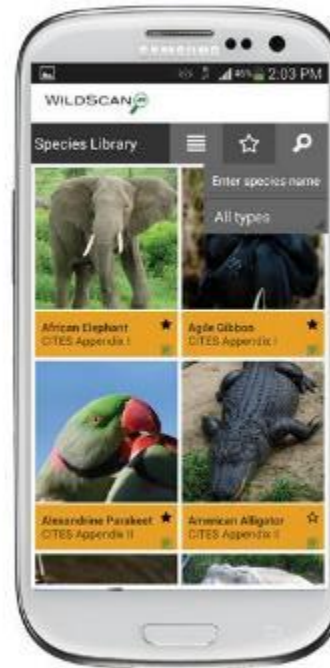 SAMSUNG
46% 2:03 PM
WILDSCAN
Species Library
Enter species name
All types
African Elephant
CITES Appendix I
Agile Gibbon
CITES Appendix I
Alexandrine Parakeet
CITES Appendix II
American Alligator
CITES Appendix II